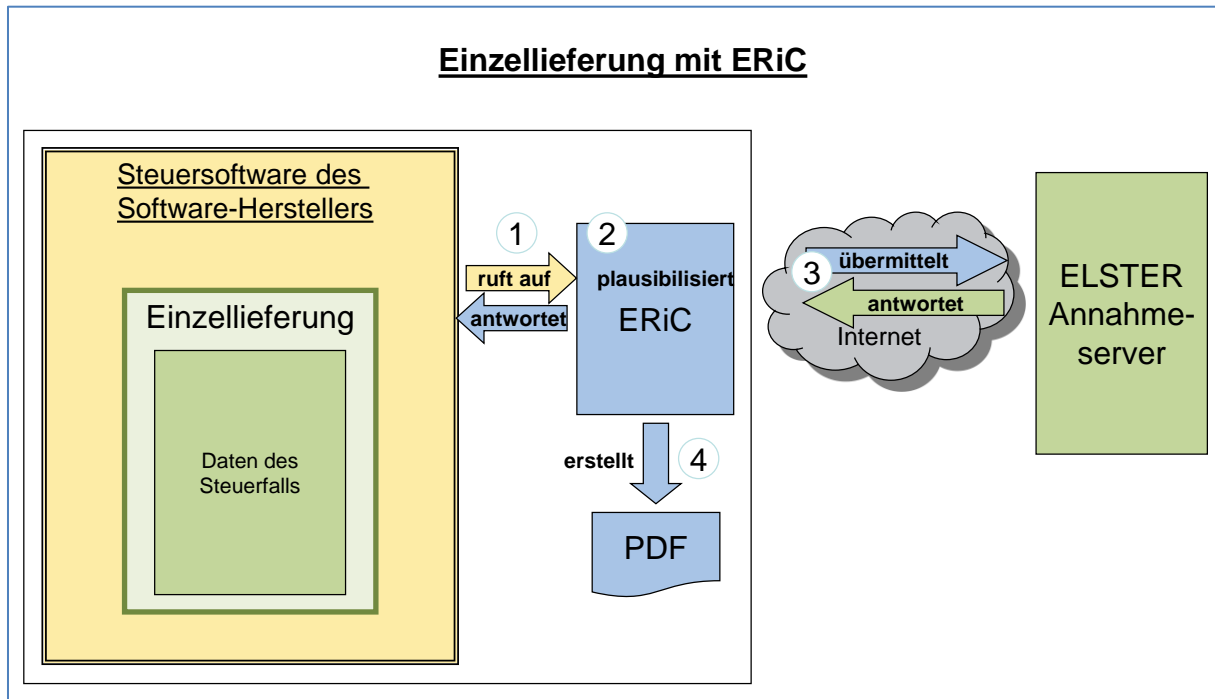 Einzellieferung mit ERiC
Steuersoftware des
Software-Herstellers
Einzellieferung
Daten des
Steuerfalls
1
ruft auf
antwortet
2
plausibilisiert
ERiC
erstellt
4
PDF
3
übermittelt
antwortet
Internet
ELSTER
Annahme-
server